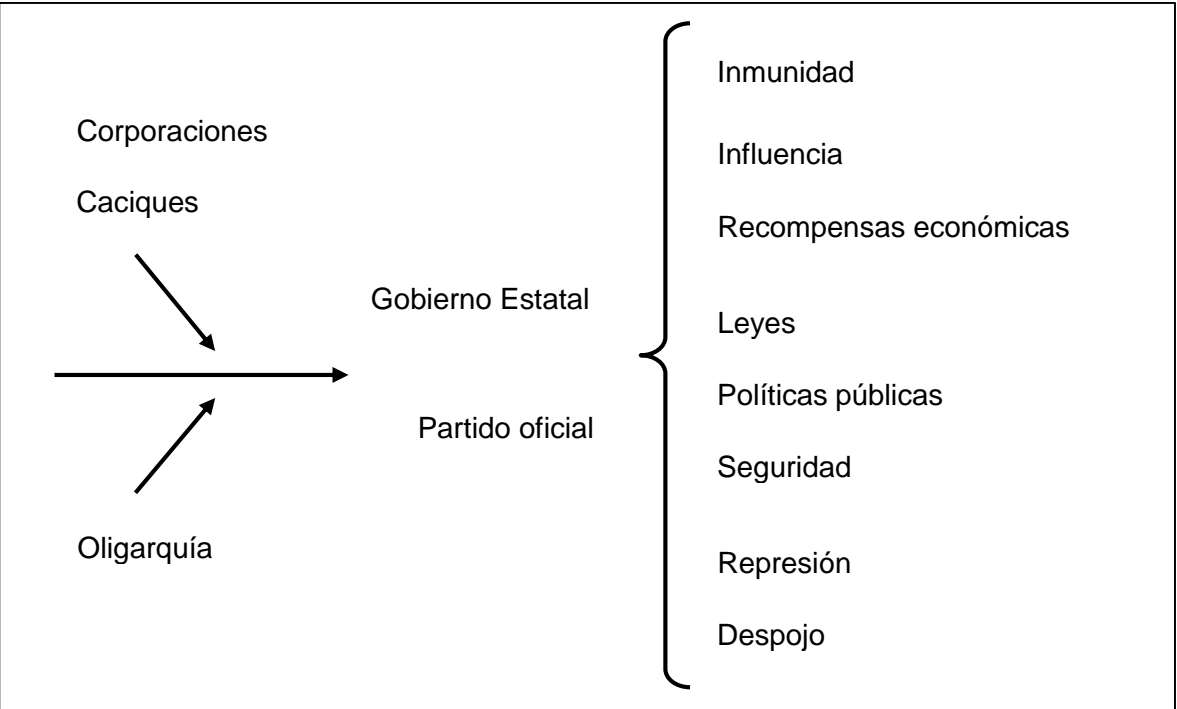 Corporaciones
Caciques
Oligarquía
Gobierno Estatal
Partido oficial
Inmunidad
Influencia
Recompensas económicas
Leyes
Políticas públicas
Seguridad
Represión
Despojo